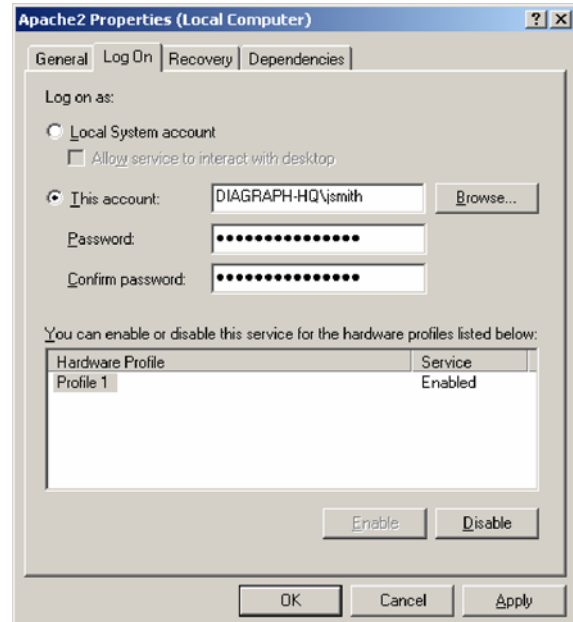 Apache2 Properties (Local Computer)
General Log On Recovery Dependencies
Log on as:
Local System account
Allow service to interact with desktop
This account: DIAGRAPH-HQ\jsmith Browse...
Password: •••••••••••••••
Confirm password: •••••••••••••••
You can enable or disable this service for the hardware profiles listed below:
Hardware Profile Service
Profile 1 Enabled
Enable Disable
OK Cancel Apply